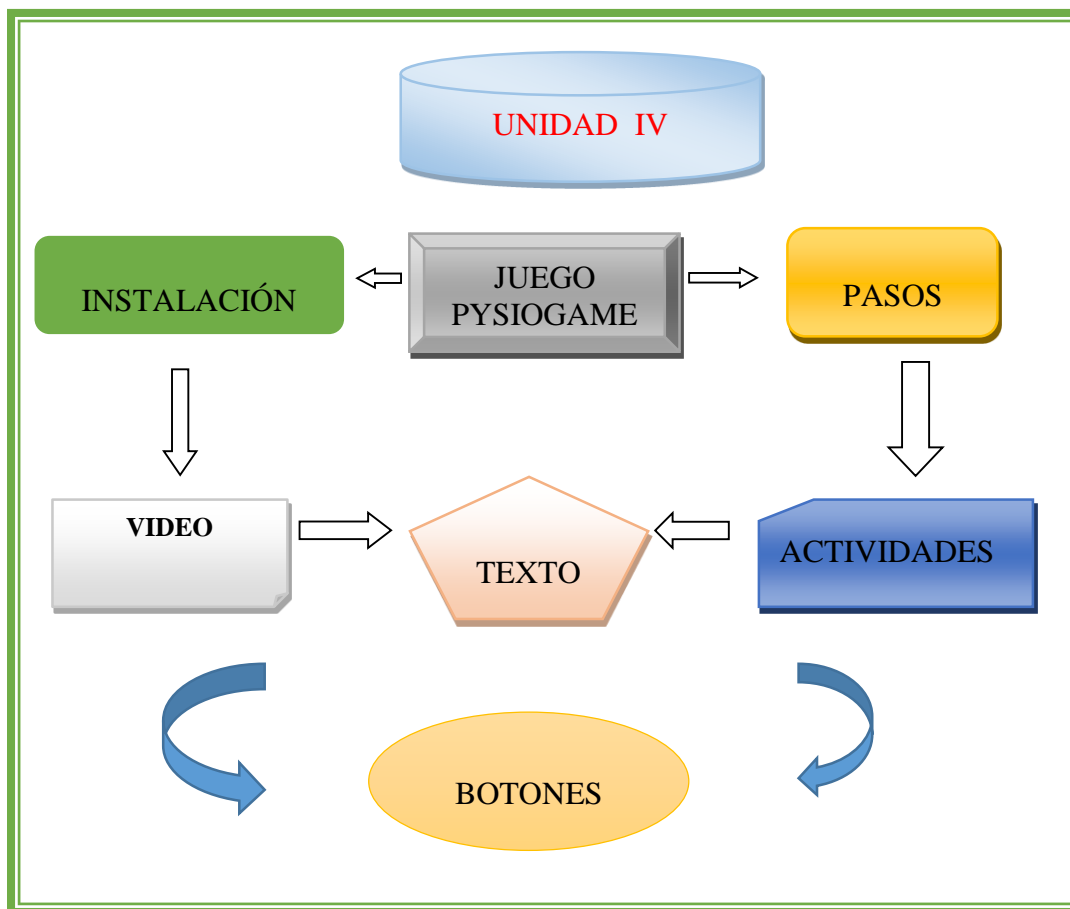 UNIDAD IV
INSTALACIÓN
JUEGO
PYSIOGAME
PASOS
VIDEO
TEXTO
ACTIVIDADES
BOTONES